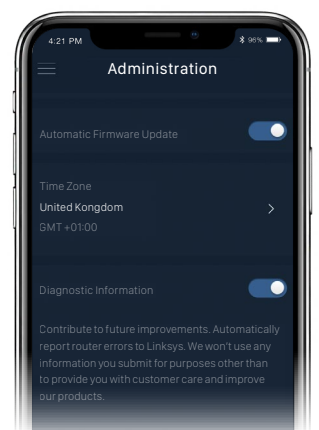 4:21 PM 96%
Administration
Automatic Firmware Update
Time Zone
United Kongdom
GMT +01:00
Diagnostic Information
Contribute to future improvements. Automatically
report router errors to Linksys. We won't use any
information you submit for purposes other than
to provide you with customer care and improve
our products.